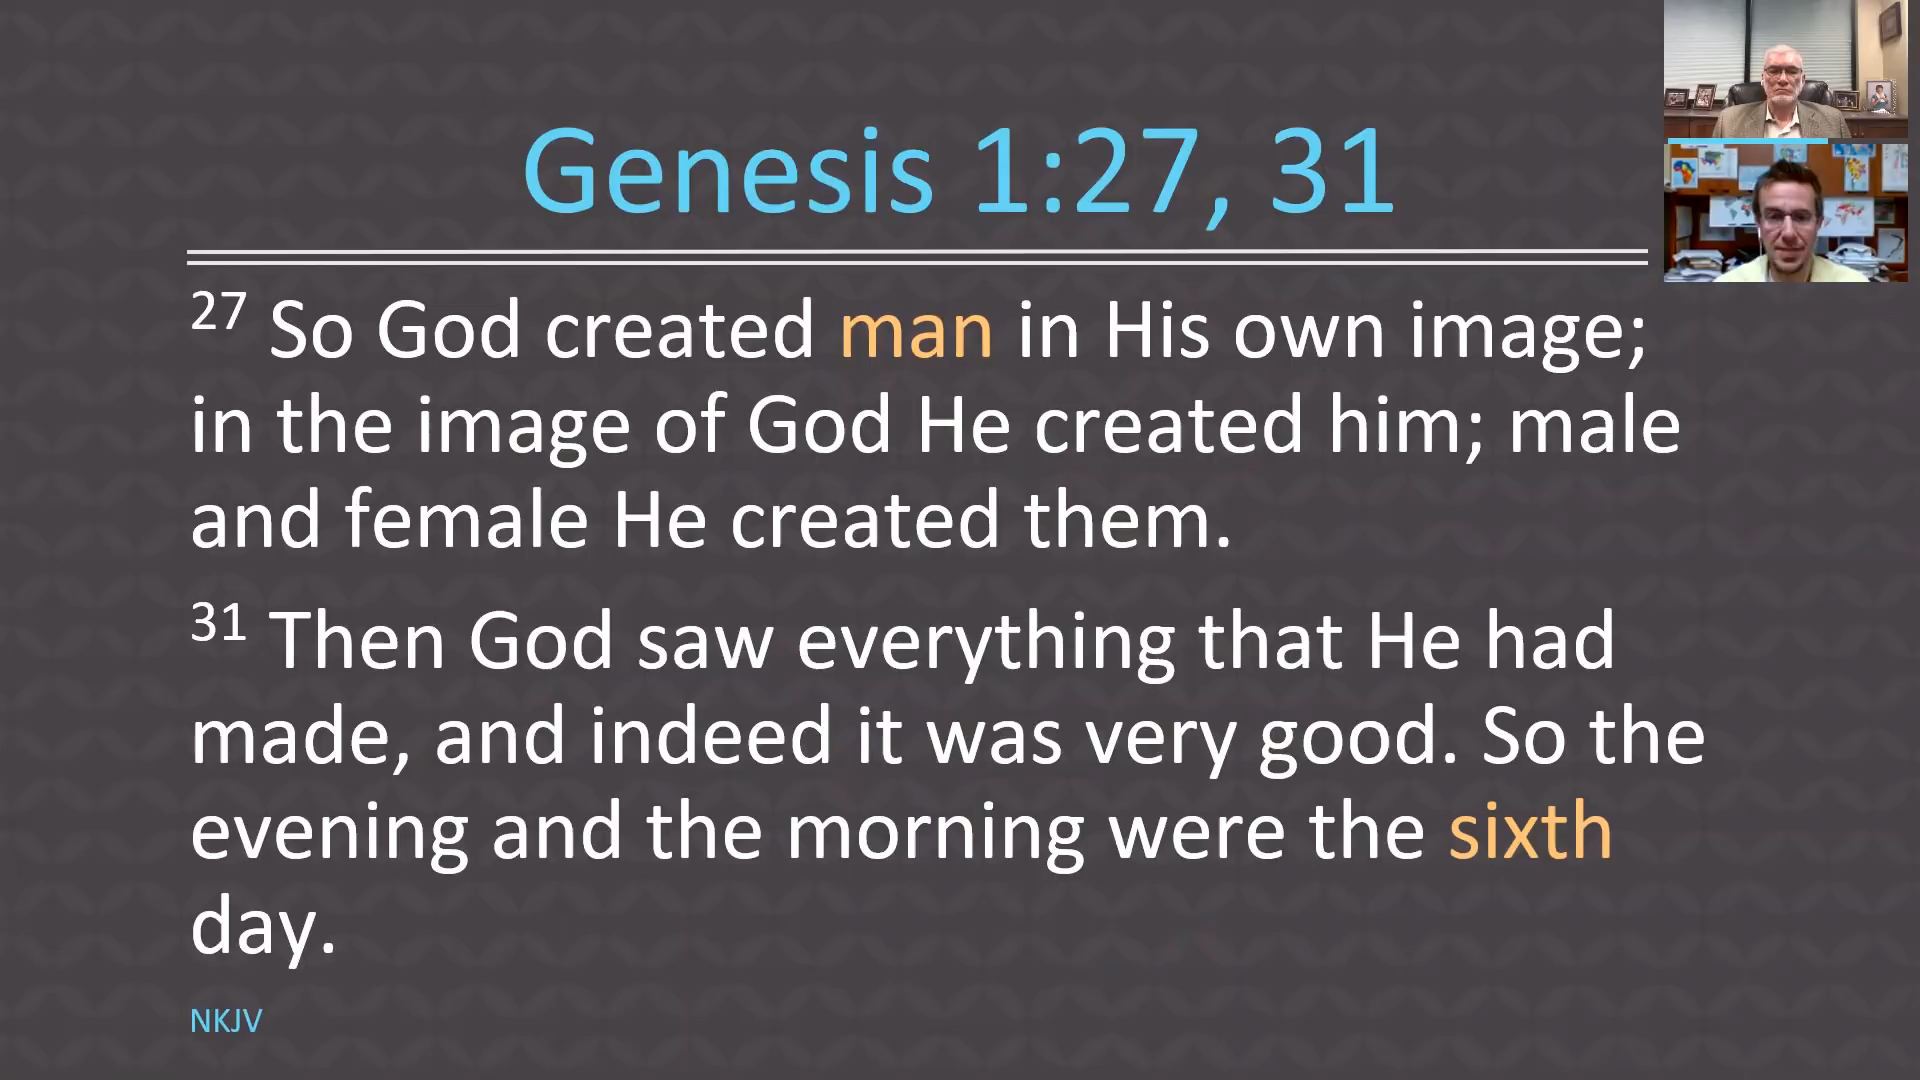 Genesis 1:27, 31
27 So God created man in His own image;
in the image of God He created him; male
and female He created them.
31 Then God saw everything that He had
made, and indeed it was very good. So the
evening and the morning were the sixth
day.
NKJV